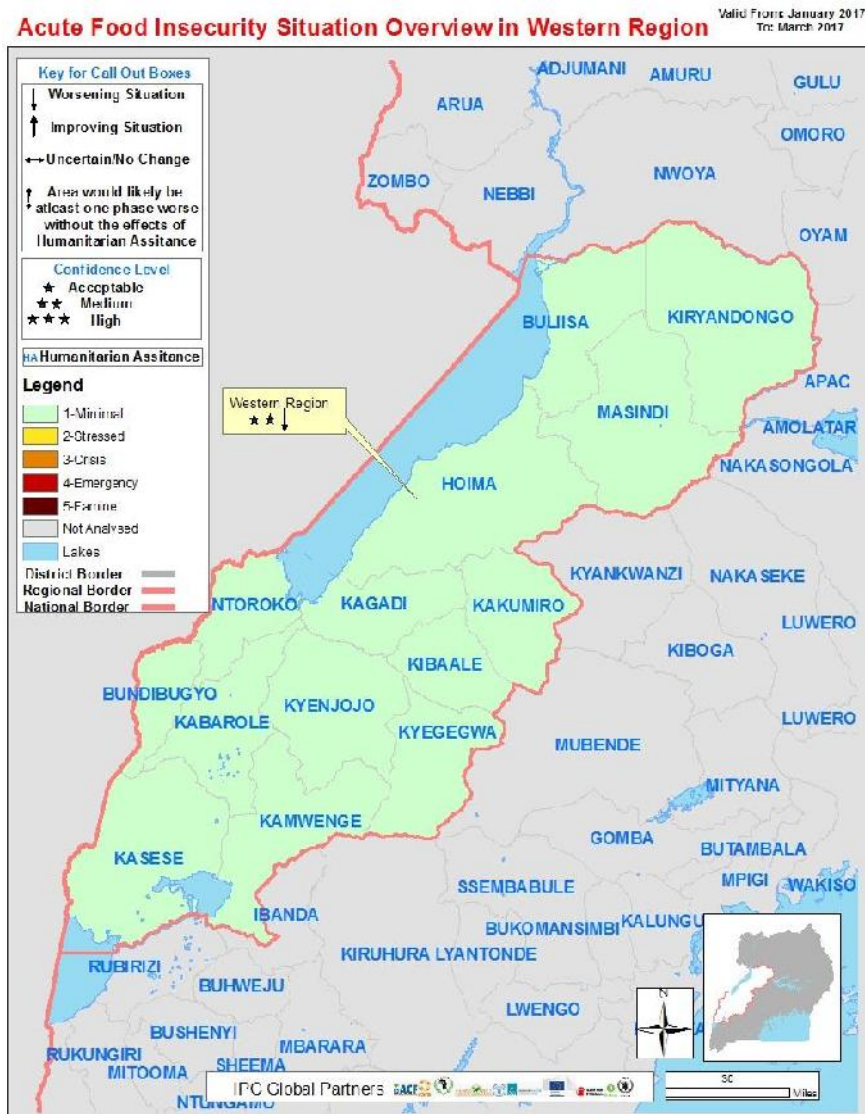 Acute Food Insecurity Situation Overview in Western Region
Valid From: January 2017
To: March 2017
Key for Call Out Boxes
Worsening Situation
Improving Situation
Uncertain/No Change
Area would likely be
atleast one phase worse
without the effects of
Humanitarian Assitance
Confidence Level
Acceptable
Medium
High
HA Humanitarian Assitance
Legend
1-Minimal
2-Stressed
3-Crisis
4-Emergency
5-Famine
Not Analysed
Lakes
District Border
Regional Border
National Border
Western Region
ADJUMANI
AMURU
GULU
ARUA
OMORO
ZOMBO
NEBBI
NWOYA
OYAM
BULIISA
KIRYANDONGO
APAC
MASINDI
AMOLATAR
NAKASONGOLA
HOIMA
KYANKWANZI
NAKASEKE
NTOROKO
KAGADI
KAKUMIRO
LUWERO
KIBOGA
KIBAALE
BUNDIBUGYO
KABAROLE
KYENJOJO
KYEGEGWA
LUWERO
MUBENDE
MITYANA
KAMWENGE
GOMBA
BUTAMBALA
KASESE
SSEMBABULE
MPIGI
WAKISO
IBANDA
BUKOMANSIMBI
KALUNGU
KIRUHURA
LYANTONDE
RUBIRIZI
BUHWEJU
LWENGO
N
BUSHENYI
MBARARA
RUKUNGIRI
MITOOMA
SHEEMA
NTUNGAMO
IPC Global Partners
30
Miles